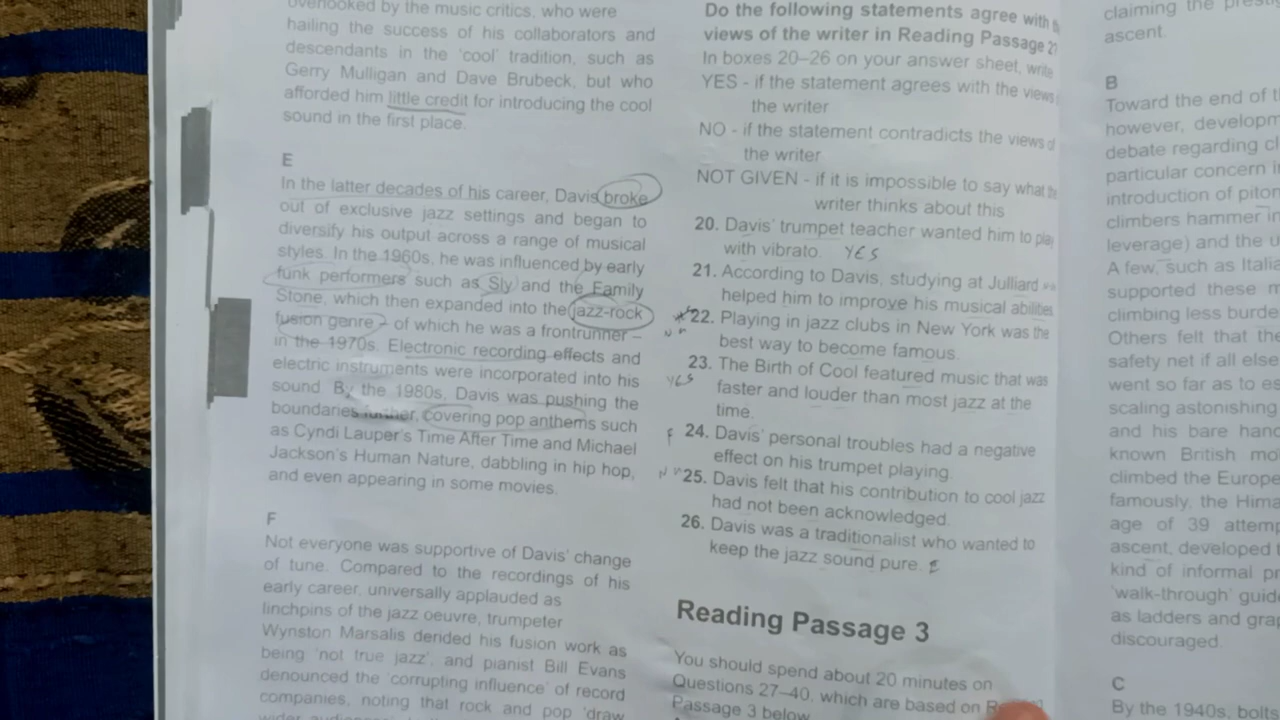 overlooked by the music critics, who were
hailing the success of his collaborators and
descendants in the 'cool' tradition, such as
Gerry Mulligan and Dave Brubeck, but who
afforded him little credit for introducing the cool
sound in the first place.
E
In the latter decades of his career, Davis broke
out of exclusive jazz settings and began to
diversify his output across a range of musical
styles. In the 1960s, he was influenced by early
funk performers such as Sly and the Family
Stone, which then expanded into the jazz-rock
fusion genre – of which he was a frontrunner –
in the 1970s. Electronic recording effects and
electric instruments were incorporated into his
sound. By the 1980s, Davis was pushing the
boundaries further, covering pop anthems such
as Cyndi Lauper's Time After Time and Michael
Jackson's Human Nature, dabbling in hip hop,
and even appearing in some movies.
F
Not everyone was supportive of Davis' change
of tune. Compared to the recordings of his
early career, universally applauded as
linchpins of the jazz oeuvre, trumpeter
Wynston Marsalis derided his fusion work as
being 'not true jazz', and pianist Bill Evans
denounced the 'corrupting influence' of record
companies, noting that rock and pop 'draw
wider
Do the following statements agree with
views of the writer in Reading Passage 2?
In boxes 20–26 on your answer sheet, write
YES - if the statement agrees with the views
the writer
NO - if the statement contradicts the views of
the writer
NOT GIVEN - if it is impossible to say what the
writer thinks about this
20. Davis' trumpet teacher wanted him to play
with vibrato. YES
21. According to Davis, studying at Julliard
helped him to improve his musical abilities
22. Playing in jazz clubs in New York was the
best way to become famous.
23. The Birth of Cool featured music that was
YES
faster and louder than most jazz at the
time.
F 24. Davis' personal troubles had a negative
effect on his trumpet playing.
25. Davis felt that his contribution to cool jazz
had not been acknowledged.
26. Davis was a traditionalist who wanted to
keep the jazz sound pure.
Reading Passage 3
You should spend about 20 minutes on
Questions 27–40, which are based on
Passage 3 below.
claiming the
ascent.
B
Toward the end of
however,
debate regarding
particular concern
introduction of
climbers hammer
leverage) and the
A few, such as
supported these
climbing less
Others felt that the
safety net if all else
went so far as to
scaling astonishing
and his bare
known British
climbed the
famously, the
age of 39
ascent, developed
kind of informal
'walk-through'
as ladders and
discouraged.
C
By the 1940s, bolts